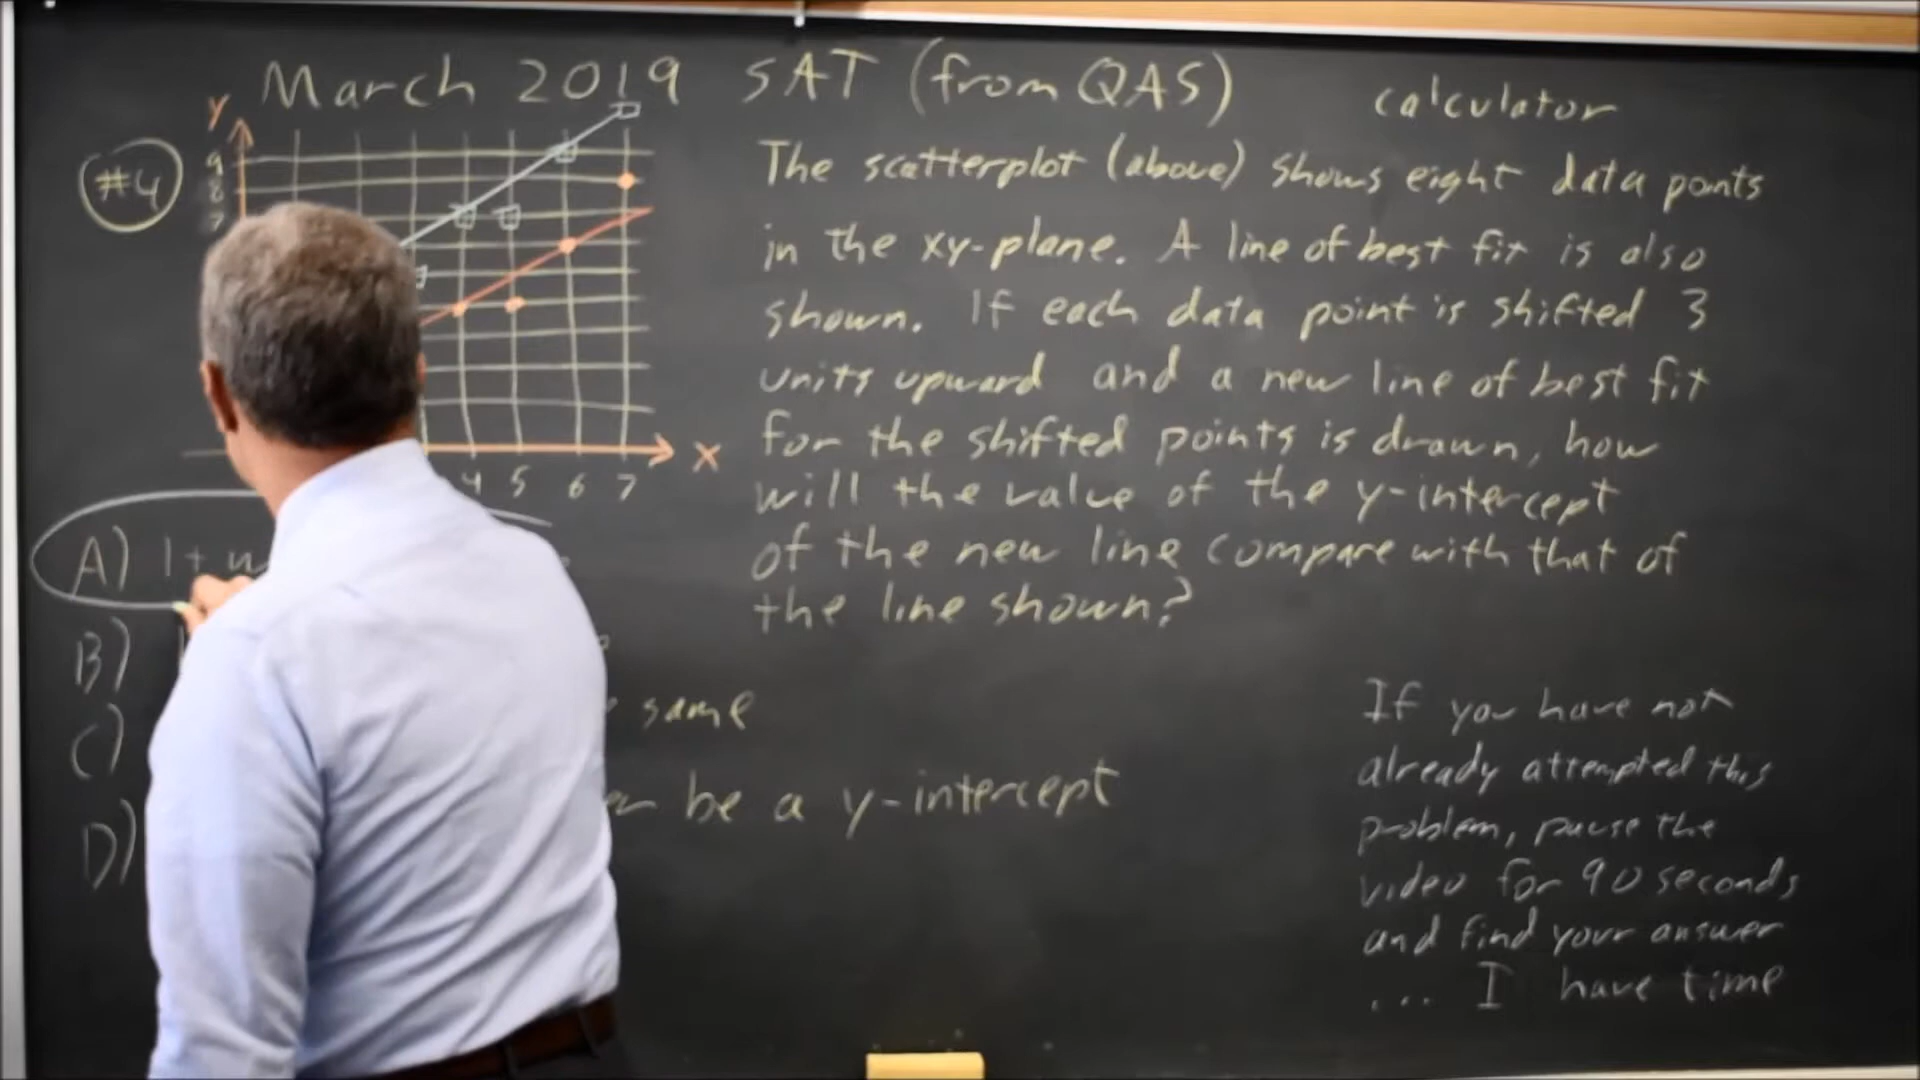 March 2019 SAT (from QAS)
calculator
#4
y
9
8
7
4 5 6 7
x
The scatterplot (above) shows eight data points
in the xy-plane. A line of best fit is also
shown. If each data point is shifted 3
units upward and a new line of best fit
for the shifted points is drawn, how
will the value of the y-intercept
of the new line compare with that of
the line shown?
A) It
B)
C) same
D) be a y-intercept
If you have not
already attempted this
problem, pause the
video for 90 seconds
and find your answer
... I have time